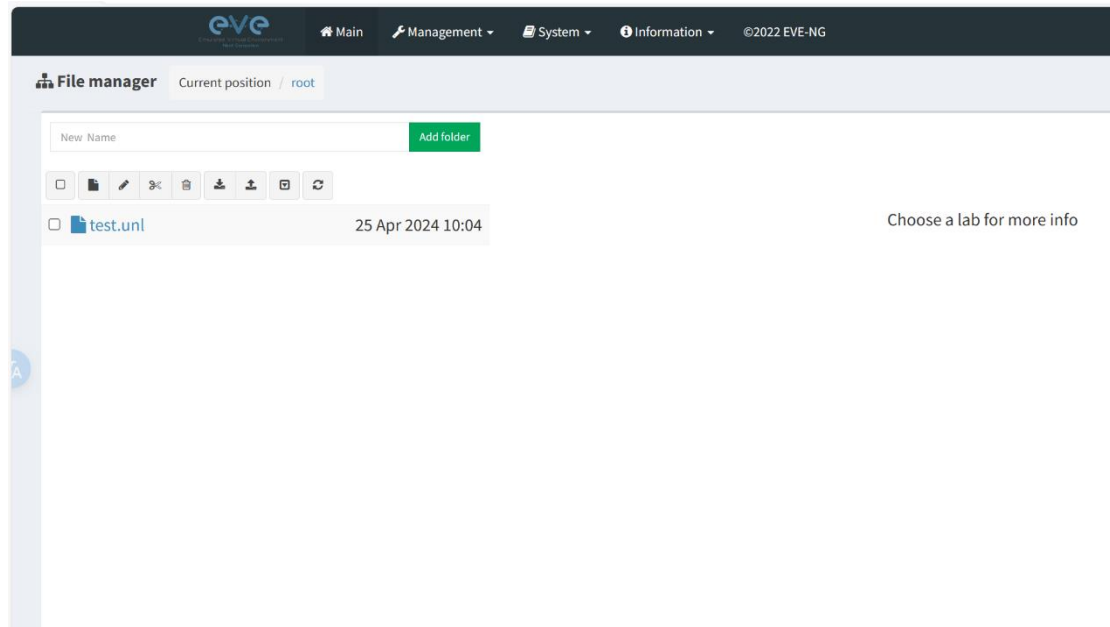 eve
Main
Management
System
Information
©2022 EVE-NG
File manager
Current position / root
New Name
Add folder
test.unl
25 Apr 2024 10:04
Choose a lab for more info
A